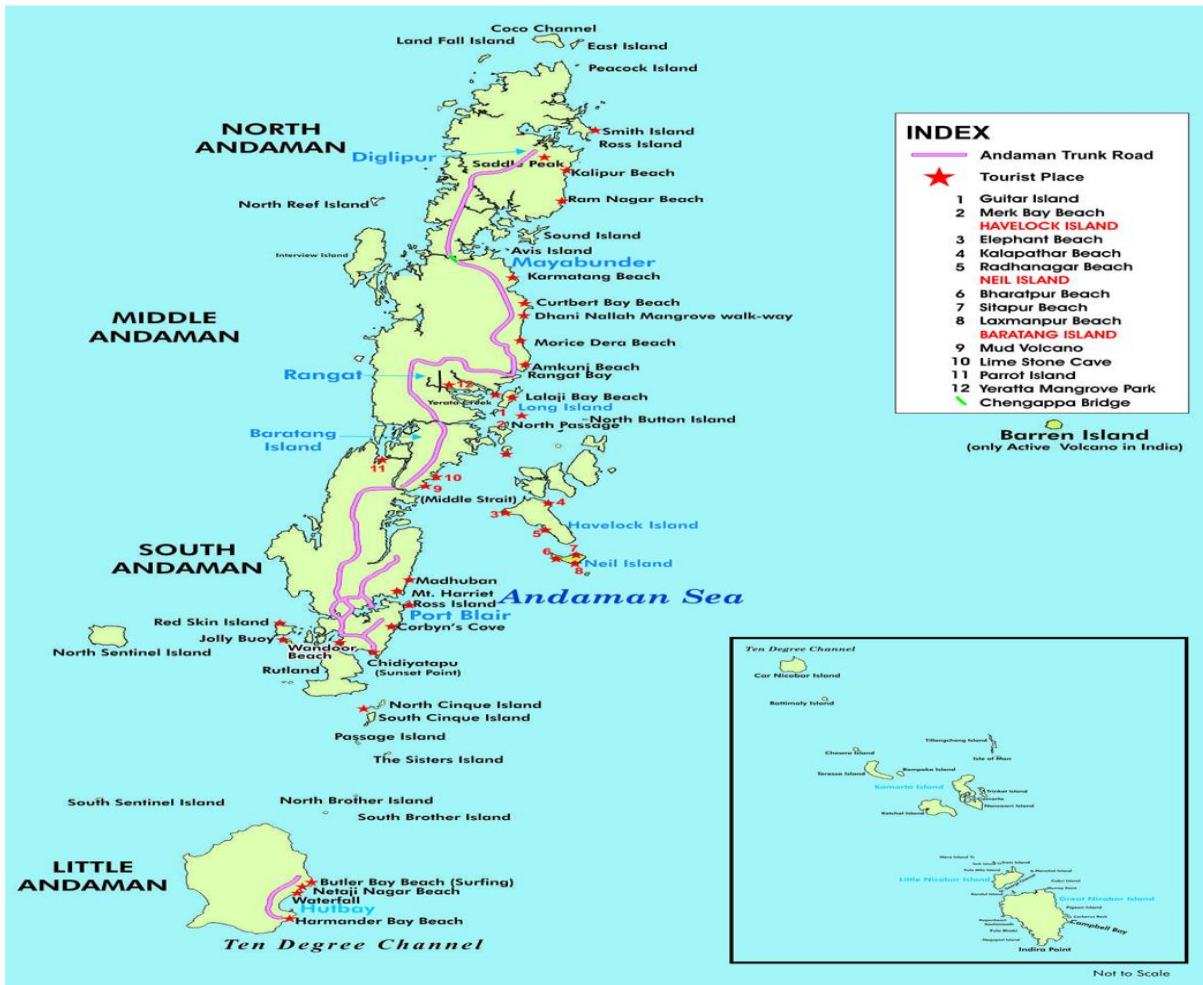 Coco Channel
Land Fall Island
East Island
Peacock Island
NORTH
ANDAMAN
Smith Island
Ross Island
Diglipur
Saddle Peak
Kalipur Beach
North Reef Island
Ram Nagar Beach
Sound Island
Avis Island
Interview Island
Mayabunder
Karmatang Beach
MIDDLE
ANDAMAN
Curtbert Bay Beach
Dhani Nallah Mangrove walk-way
Morice Dera Beach
Amkunj Beach
Rangat
Rangat Bay
12
Yerata Creek
Lalaji Bay Beach
1
Long Island
North Button Island
2
North Passage
Baratang
Island
11
10
9
(Middle Strait)
3
4
Havelock Island
5
6
7
8
Neil Island
SOUTH
ANDAMAN
Madhuban
Mt. Harriet
Ross Island
Andaman Sea
Port Blair
Corbyn's Cove
Red Skin Island
Jolly Buoy
Wandoor
Beach
North Sentinel Island
Rutland
Chidiyatapu
(Sunset Point)
North Cinque Island
South Cinque Island
Passage Island
The Sisters Island
South Sentinel Island
North Brother Island
South Brother Island
LITTLE
ANDAMAN
Butler Bay Beach (Surfing)
Netaji Nagar Beach
Waterfall
Hutbay
Harmander Bay Beach
Ten Degree Channel
INDEX
Andaman Trunk Road
Tourist Place
1 Guitar Island
2 Merk Bay Beach
HAVELOCK ISLAND
3 Elephant Beach
4 Kalapathar Beach
5 Radhanagar Beach
NEIL ISLAND
6 Bharatpur Beach
7 Sitapur Beach
8 Laxmanpur Beach
BARATANG ISLAND
9 Mud Volcano
10 Lime Stone Cave
11 Parrot Island
12 Yeratta Mangrove Park
Chengappa Bridge
Barren Island
(only Active Volcano in India)
Ten Degree Channel
Car Nicobar Island
Battimaly Island
Tillangchang Island
Chowra Island
Isle of Man
Teressa Island
Bompoka Island
Kamorta Island
Trinket Island
Camorta
Nancowri Island
Katchal Island
Little Nicobar Island
Great Nicobar Island
Pigeon Island
Campbell Bay
Indira Point
Not to Scale